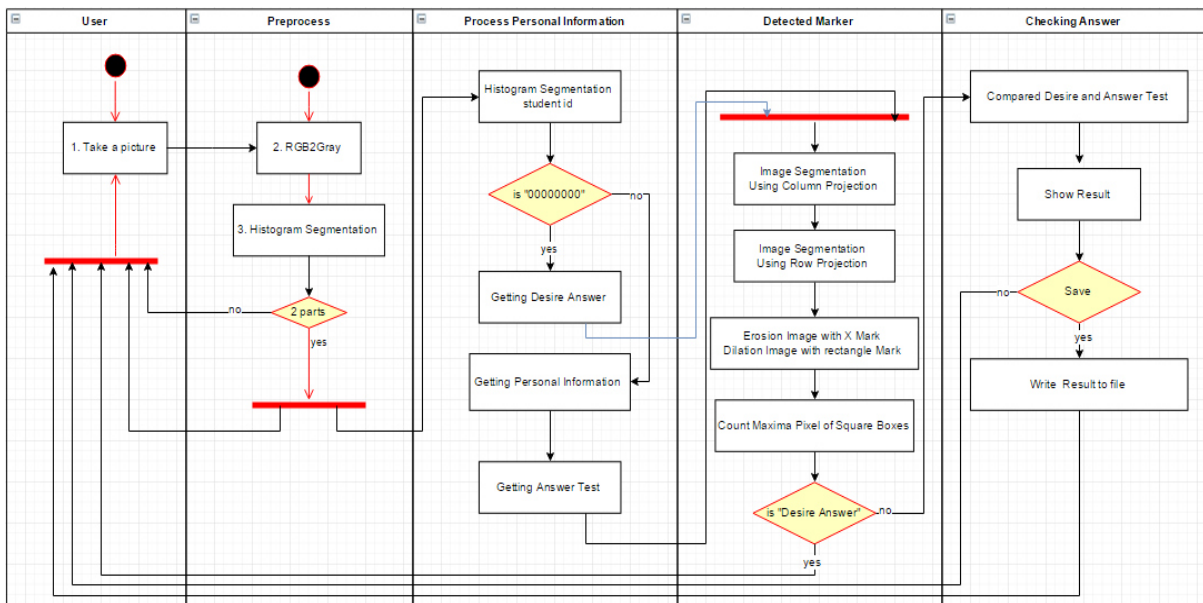 User
Preprocess
Process Personal Information
Detected Marker
Checking Answer
1. Take a picture
2. RGB2Gray
3. Histogram Segmentation
2 parts
no
yes
Histogram Segmentation
student id
is "00000000"
no
yes
Getting Desire Answer
Getting Personal Information
Getting Answer Test
Image Segmentation
Using Column Projection
Image Segmentation
Using Row Projection
Erosion Image with X Mark
Dilation Image with rectangle Mark
Count Maxima Pixel of Square Boxes
is "Desire Answer"
no
yes
Compared Desire and Answer Test
Show Result
Save
no
yes
Write Result to file